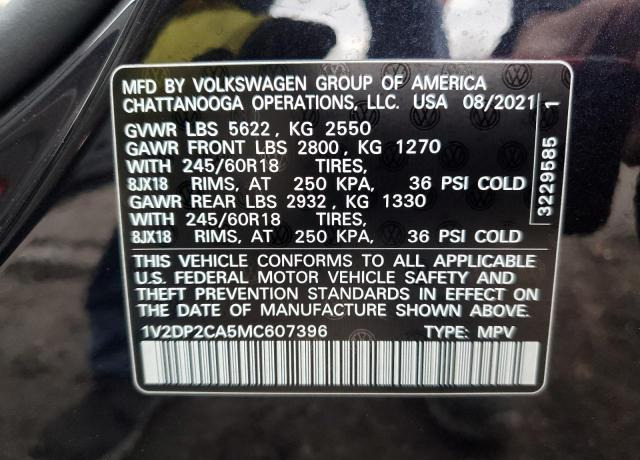 MFD BY VOLKSWAGEN GROUP OF AMERICA
CHATTANOOGA OPERATIONS, LLC. USA 08/2021
GVWR LBS 5622, KG 2550
GAWR FRONT LBS 2800, KG 1270
WITH 245/60R18 TIRES,
8JX18 RIMS, AT 250 KPA, 36 PSI COLD
GAWR REAR LBS 2932, KG 1330
WITH 245/60R18 TIRES,
8JX18 RIMS, AT 250 KPA, 36 PSI COLD
THIS VEHICLE CONFORMS TO ALL APPLICABLE
U.S. FEDERAL MOTOR VEHICLE SAFETY AND
THEFT PREVENTION STANDARDS IN EFFECT ON
THE DATE OF MANUFACTURE SHOWN ABOVE.
1V2DP2CA5MC607396 TYPE: MPV
3229585 1